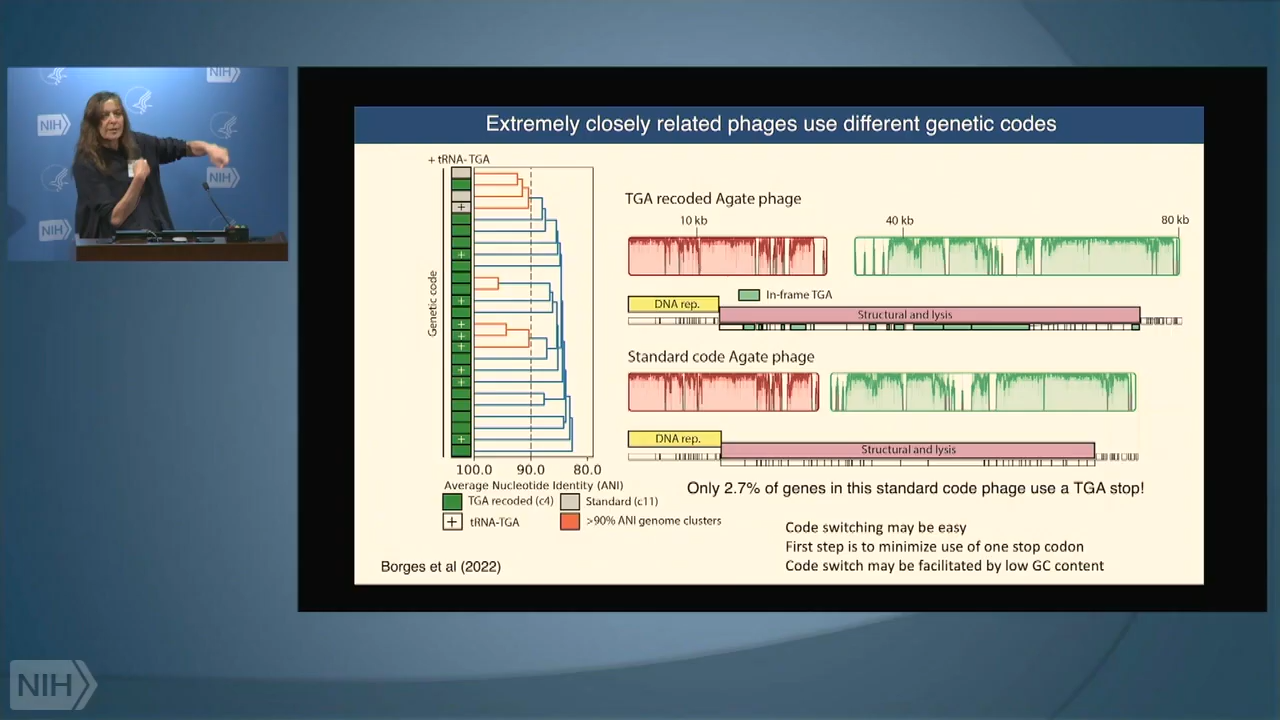 NIH
NIH
NIH
NIH
NIH
Extremely closely related phages use different genetic codes
+ tRNA- TGA
Genetic code
+
+
+
+
+
+
+
+
+
100.0 90.0 80.0
Average Nucleotide Identity (ANI)
TGA recoded (c4) Standard (c11)
+ tRNA-TGA >90% ANI genome clusters
Borges et al (2022)
TGA recoded Agate phage
10 kb 40 kb 80 kb
In-frame TGA
DNA rep.
Structural and lysis
Standard code Agate phage
DNA rep.
Structural and lysis
Only 2.7% of genes in this standard code phage use a TGA stop!
Code switching may be easy
First step is to minimize use of one stop codon
Code switch may be facilitated by low GC content
NIH